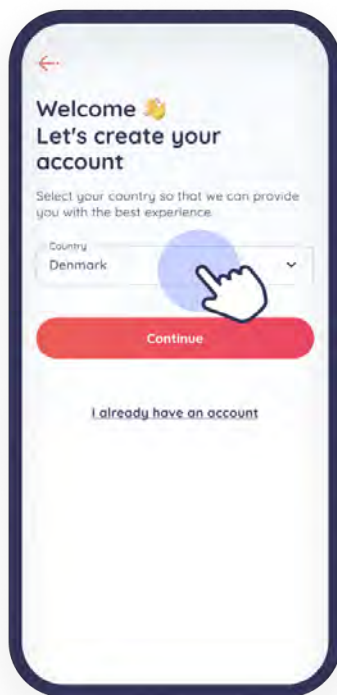 Welcome 👋
Let's create your
account
Select your country so that we can provide
you with the best experience
Country
Denmark
Continue
I already have an account